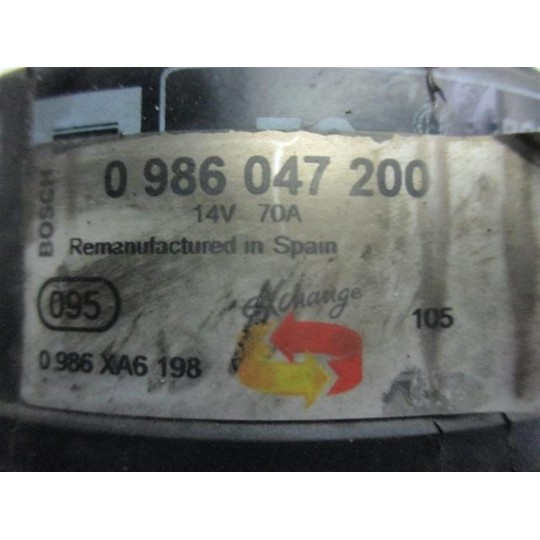 BOSCH
0 986 047 200
14V 70A
Remanufactured in Spain
095
eXchange
105
0 986 XA6 198